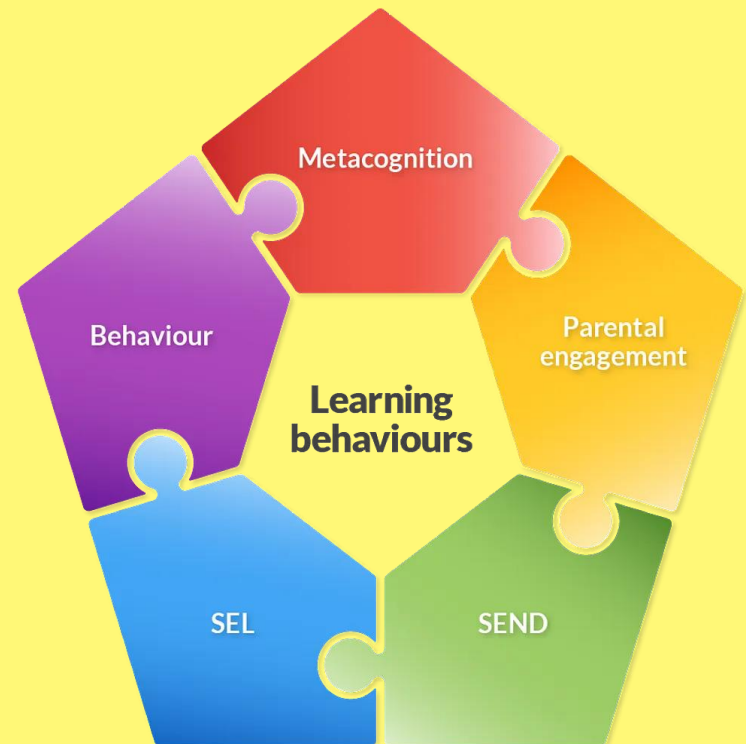 Metacognition
Behaviour
Parental
engagement
Learning
behaviours
SEL
SEND